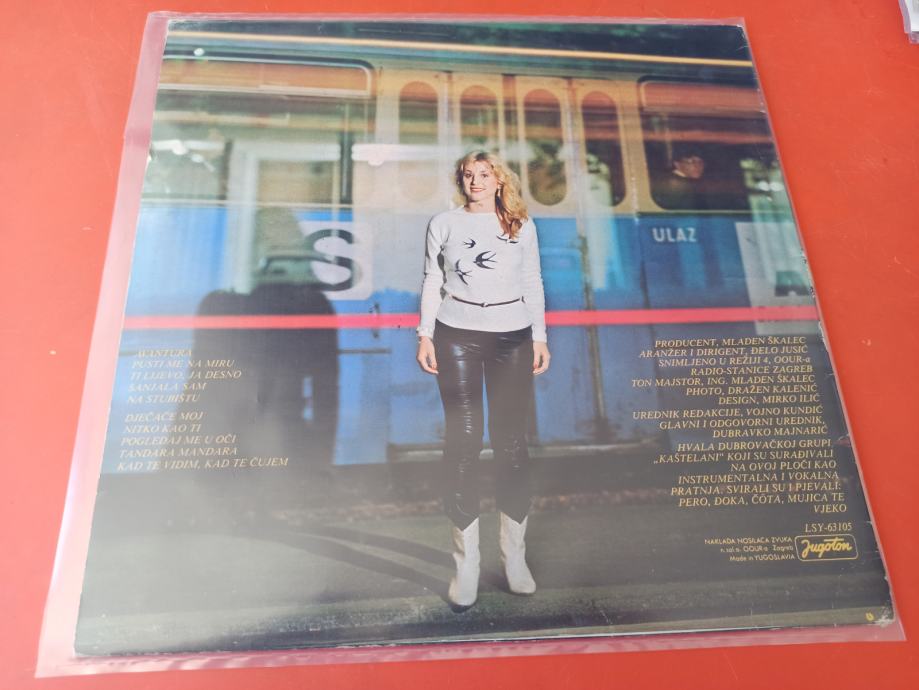 S
ULAZ
AVANTURA
PUSTI ME NA MIRU
TI LIJEVO, JA DESNO
SANJALA SAM
NA STUBIŠTU
DJEČAČE MOJ
NITKO KAO TI
POGLEDAJ ME U OČI
TANDARA MANDARA
KAD TE VIDIM, KAD TE ČUJEM
PRODUCENT, MLADEN ŠKALEC
ARANŽER I DIRIGENT, ĐELO JUSIĆ
SNIMLJENO U REŽIJI 4, OOUR-a
RADIO-STANICE ZAGREB
TON MAJSTOR, ING. MLADEN ŠKALEC
PHOTO, DRAŽEN KALENIĆ
DESIGN, MIRKO ILIĆ
UREDNIK REDAKCIJE, VOJNO KUNDIĆ
GLAVNI I ODGOVORNI UREDNIK,
DUBRAVKO MAJNARIĆ
HVALA DUBROVAČKOJ GRUPI
„KAŠTELANI" KOJI SU SURAĐIVALI
NA OVOJ PLOČI KAO
INSTRUMENTALNA I VOKALNA
PRATNJA. SVIRALI SU I PJEVALI:
PERO, ĐOKA, ČOTA, MUJICA TE
VJEKO
LSY-63105
NAKLADA NOSILACA ZVUKA
n. sol. o. OOUR-a Zagreb
Made in YUGOSLAVIA
Jugoton